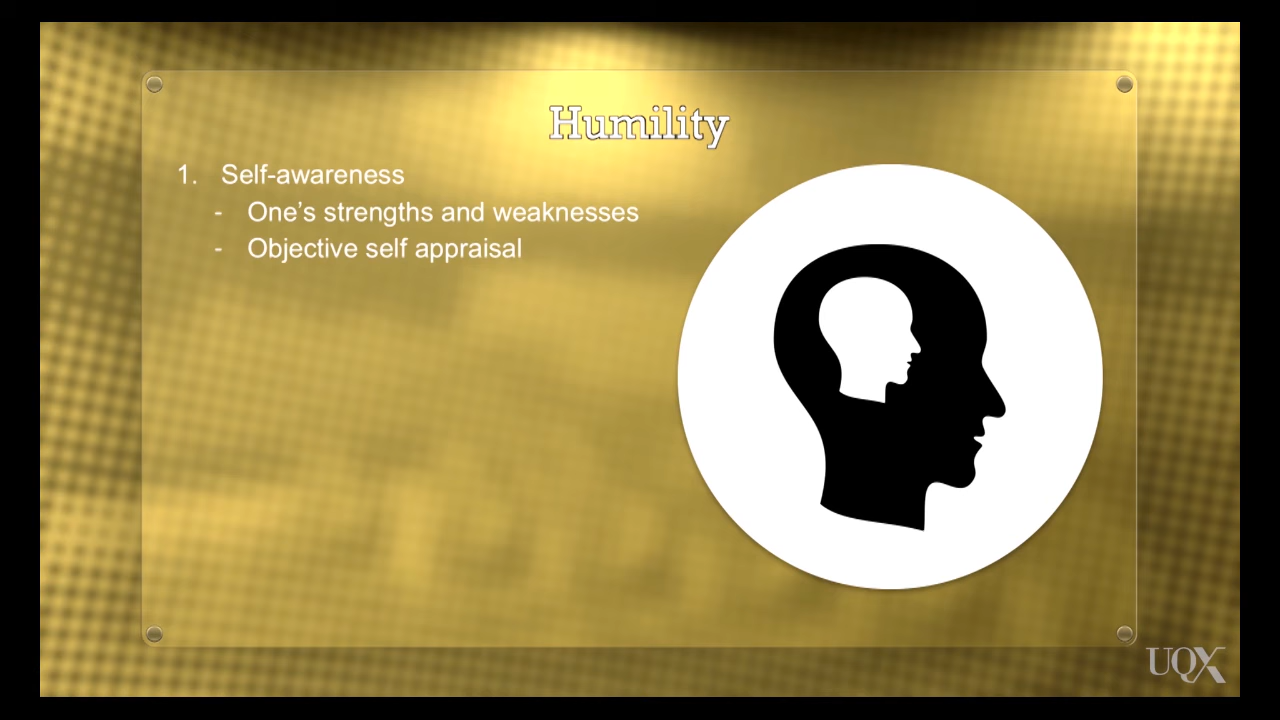 Humility
1. Self-awareness
- One’s strengths and weaknesses
- Objective self appraisal
UQX